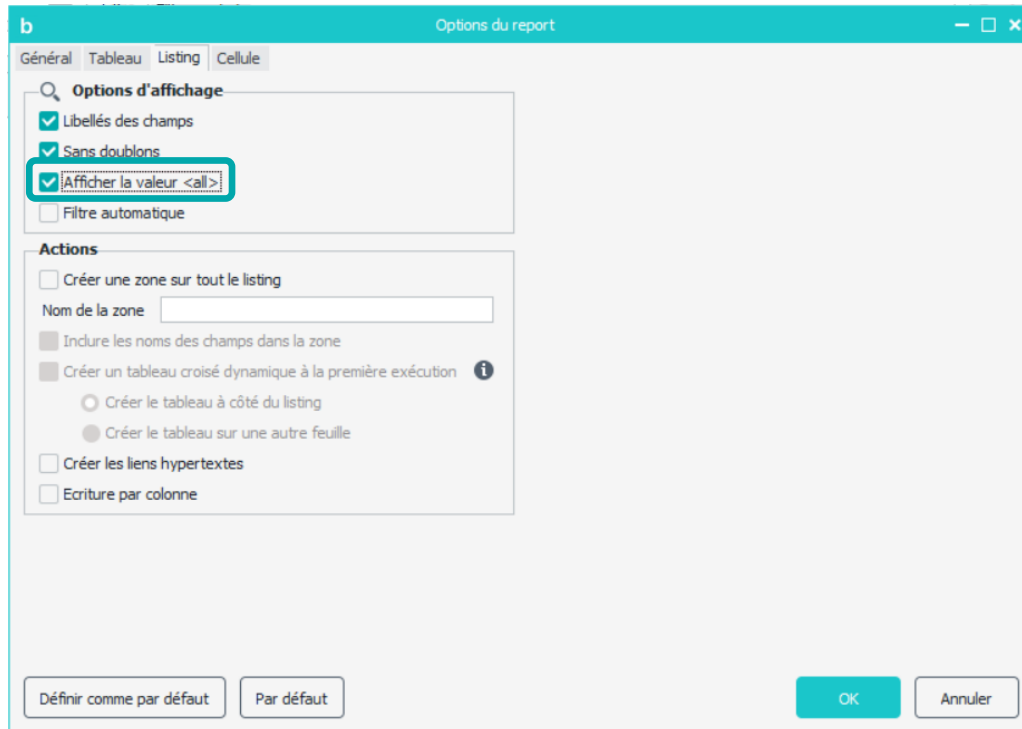 b Options du report
Général Tableau Listing Cellule
Options d'affichage
Libellés des champs
Sans doublons
Afficher la valeur <all>
Filtre automatique
Actions
Créer une zone sur tout le listing
Nom de la zone
Inclure les noms des champs dans la zone
Créer un tableau croisé dynamique à la première exécution
Créer le tableau à côté du listing
Créer le tableau sur une autre feuille
Créer les liens hypertextes
Ecriture par colonne
Définir comme par défaut Par défaut OK Annuler